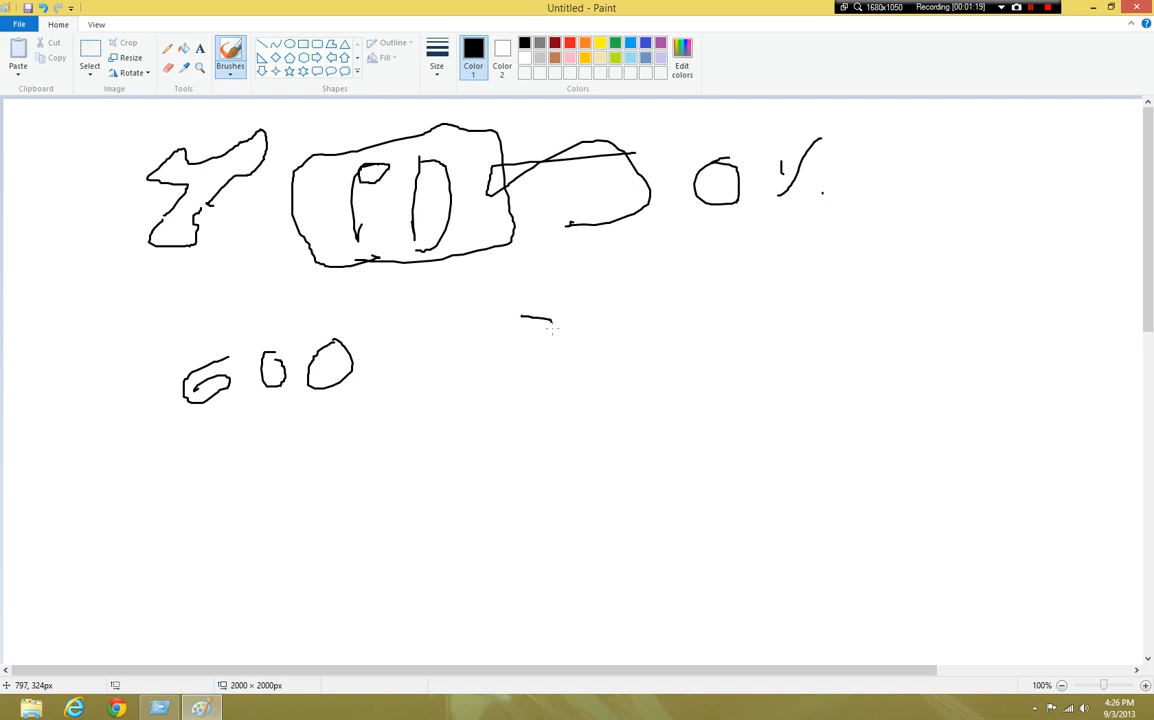 Untitled - Paint
1680x1050 Recording [00:01:19]
File Home View
Paste Cut Copy Select Crop Resize Rotate Brushes Outline Fill Size Color 1 Color 2 Edit colors
Clipboard Image Tools Shapes Colors
600
797, 324px 2000 × 2000px 100%
4:26 PM
9/3/2013